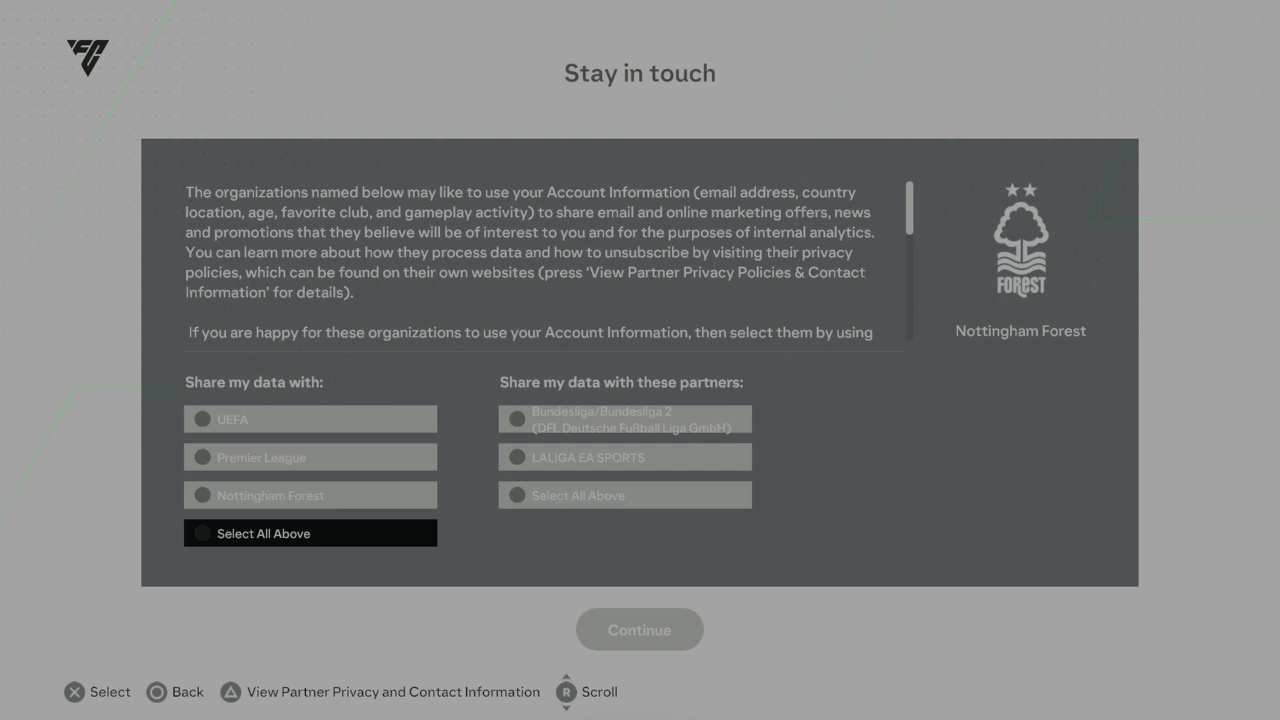 FC
Stay in touch
The organizations named below may like to use your Account Information (email address, country
location, age, favorite club, and gameplay activity) to share email and online marketing offers, news
and promotions that they believe will be of interest to you and for the purposes of internal analytics.
You can learn more about how they process data and how to unsubscribe by visiting their privacy
policies, which can be found on their own websites (press ‘View Partner Privacy Policies & Contact
Information’ for details).
If you are happy for these organizations to use your Account Information, then select them by using
FOREST
Nottingham Forest
Share my data with:
UEFA
Premier League
Nottingham Forest
Select All Above
Share my data with these partners:
Bundesliga/Bundesliga 2
(DFL Deutsche Fußball Liga GmbH)
LALIGA EA SPORTS
Select All Above
Continue
Select
Back
View Partner Privacy and Contact Information
R
Scroll